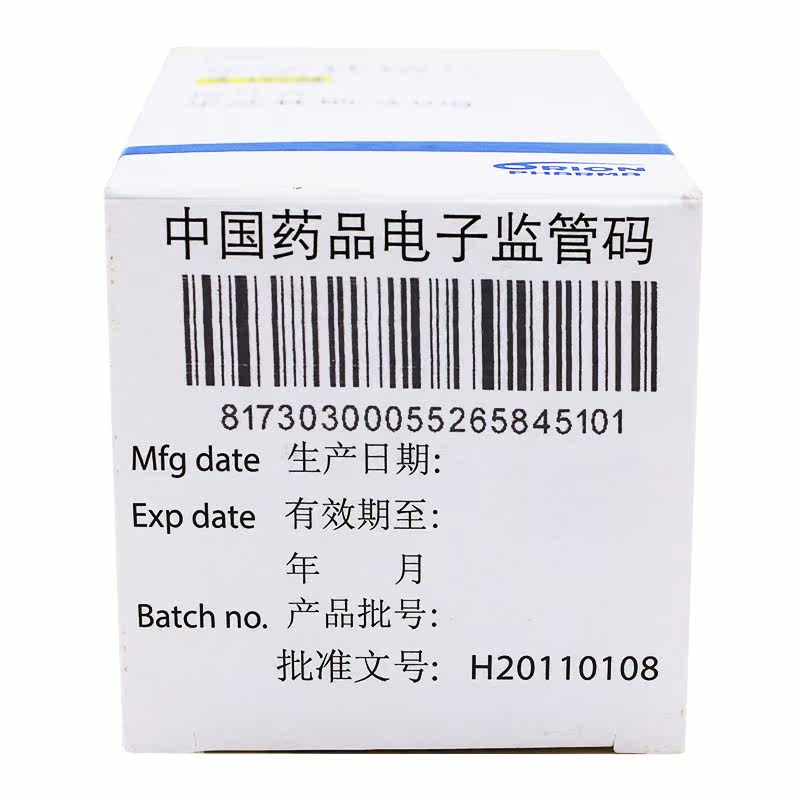 ORION
PHARMA
中国药品电子监管码
81730300055265845101
Mfg date 生产日期:
Exp date 有效期至:
年 月
Batch no. 产品批号:
批准文号: H20110108